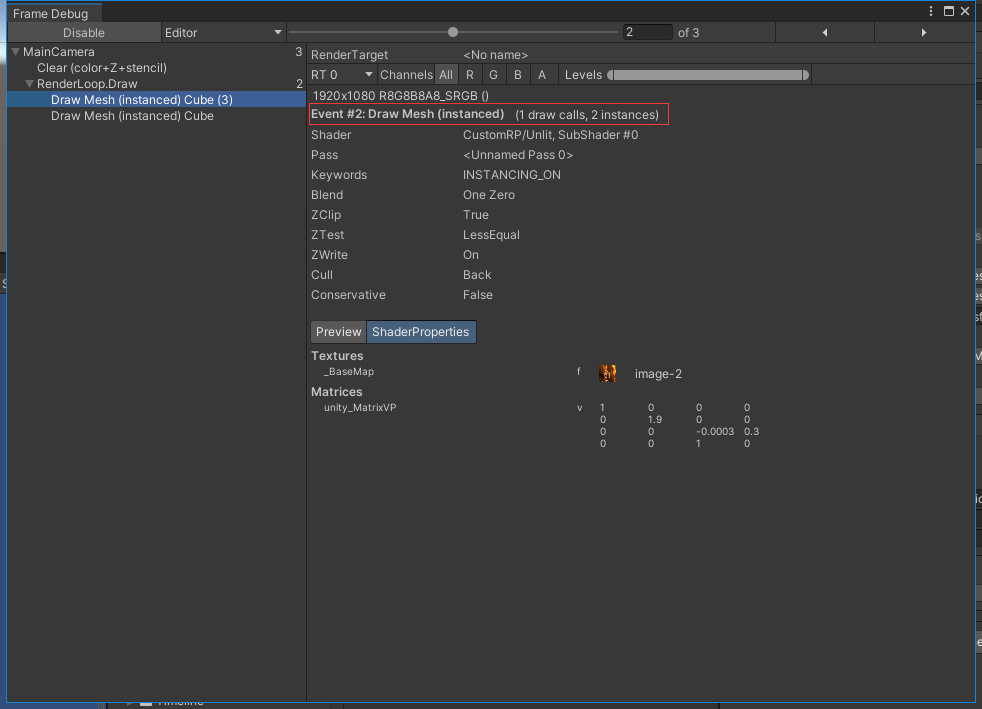 Frame Debug
Disable Editor 2 of 3
MainCamera 3
Clear (color+Z+stencil)
RenderLoop.Draw 2
Draw Mesh (instanced) Cube (3)
Draw Mesh (instanced) Cube
RenderTarget <No name>
RT 0 Channels All R G B A Levels
1920x1080 R8G8B8A8_SRGB ()
Event #2: Draw Mesh (instanced) (1 draw calls, 2 instances)
Shader CustomRP/Unlit, SubShader #0
Pass <Unnamed Pass 0>
Keywords INSTANCING_ON
Blend One Zero
ZClip True
ZTest LessEqual
ZWrite On
Cull Back
Conservative False
Preview ShaderProperties
Textures
_BaseMap f image-2
Matrices
unity_MatrixVP v 1 0 0 0
0 1.9 0 0
0 0 -0.0003 0.3
0 0 1 0